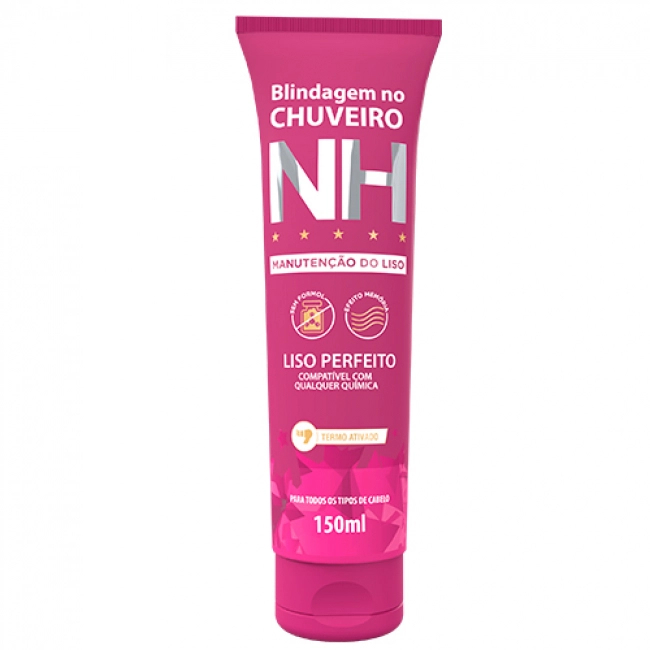 Blindagem no
CHUVEIRO
NH
MANUTENÇÃO DO LISO
SEM FORMOL
EFEITO MEMÓRIA
LISO PERFEITO
COMPATÍVEL COM
QUALQUER QUÍMICA
TERMO ATIVADO
PARA TODOS OS TIPOS DE CABELO
150ml